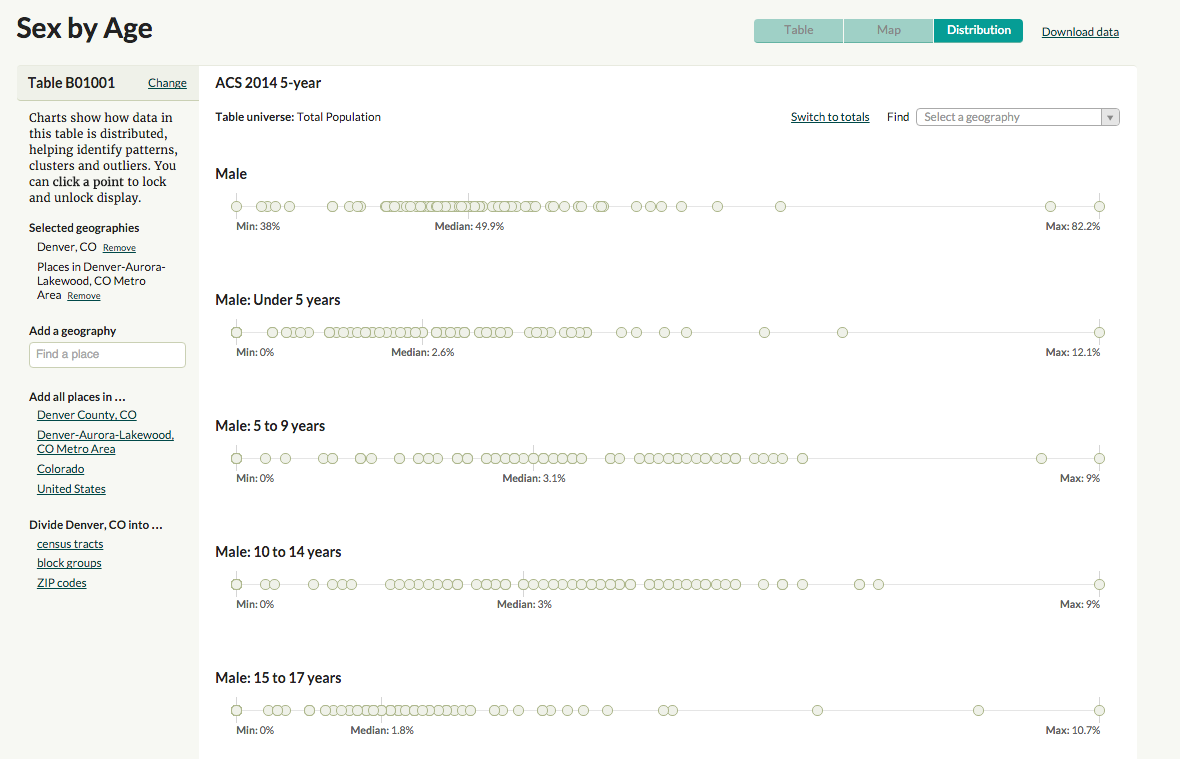 Sex by Age
Table
Map
Distribution
Download data
Table B01001
Change
Charts show how data in
this table is distributed,
helping identify patterns,
clusters and outliers. You
can click a point to lock
and unlock display.
Selected geographies
Denver, CO Remove
Places in Denver-Aurora-
Lakewood, CO Metro
Area Remove
Add a geography
Find a place
Add all places in ...
Denver County, CO
Denver-Aurora-Lakewood,
CO Metro Area
Colorado
United States
Divide Denver, CO into ...
census tracts
block groups
ZIP codes
ACS 2014 5-year
Table universe: Total Population
Switch to totals
Find
Select a geography
Male
Min: 38%
Median: 49.9%
Max: 82.2%
Male: Under 5 years
Min: 0%
Median: 2.6%
Max: 12.1%
Male: 5 to 9 years
Min: 0%
Median: 3.1%
Max: 9%
Male: 10 to 14 years
Min: 0%
Median: 3%
Max: 9%
Male: 15 to 17 years
Min: 0%
Median: 1.8%
Max: 10.7%